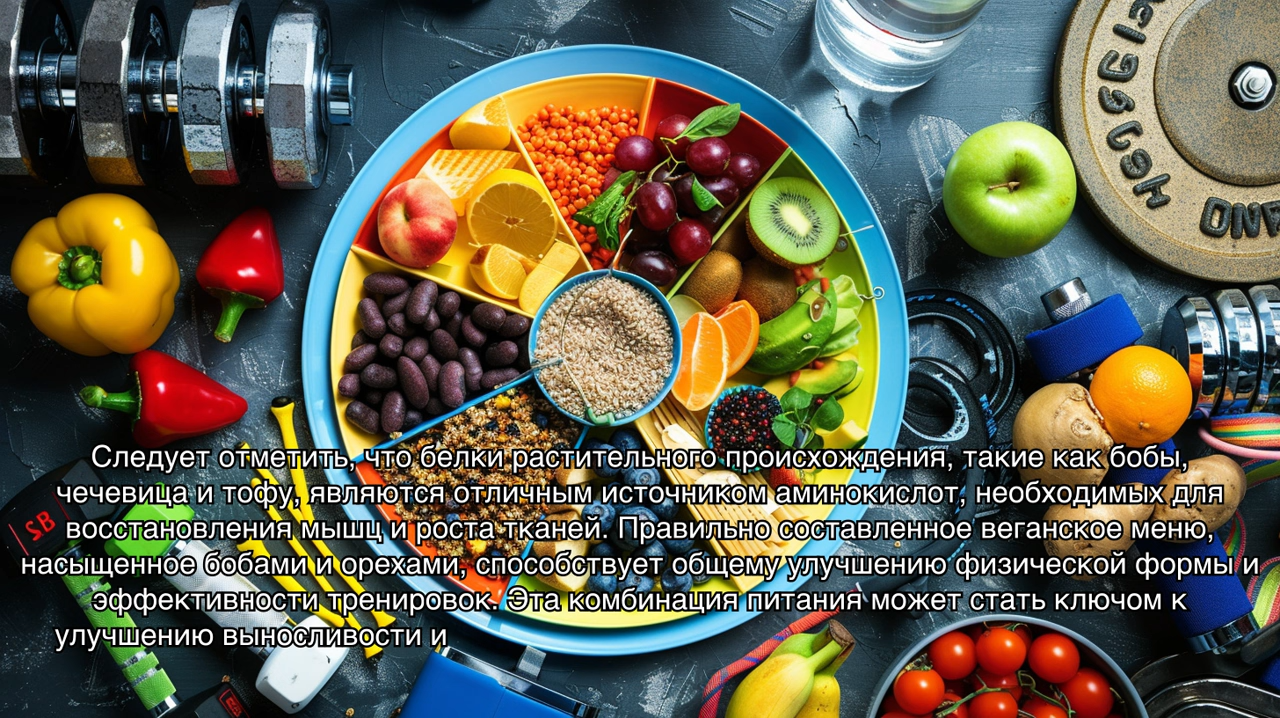 Следует отметить, что белки растительного происхождения, такие как бобы,
чечевица и тофу, являются отличным источником аминокислот, необходимых для
восстановления мышц и роста тканей. Правильно составленное веганское меню,
насыщенное бобами и орехами, способствует общему улучшению физической формы и
эффективности тренировок. Эта комбинация питания может стать ключом к
улучшению выносливости и
SB